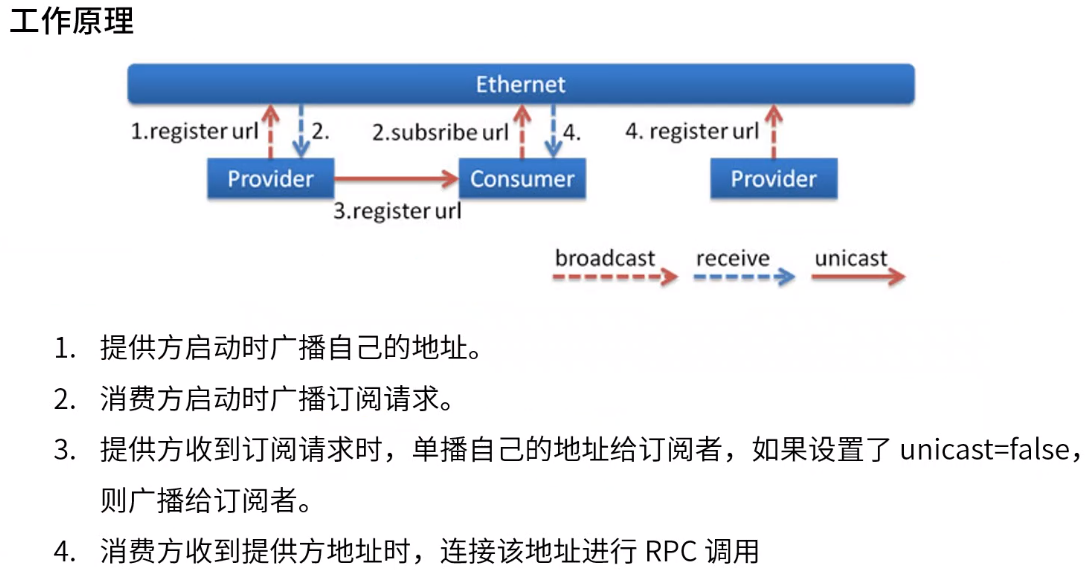 工作原理
Ethernet
1.register url
2.
2.subsribe url
4.
4. register url
Provider
Consumer
Provider
3.register url
broadcast
receive
unicast
1. 提供方启动时广播自己的地址。
2. 消费方启动时广播订阅请求。
3. 提供方收到订阅请求时，单播自己的地址给订阅者，如果设置了 unicast=false，
则广播给订阅者。
4. 消费方收到提供方地址时，连接该地址进行 RPC 调用